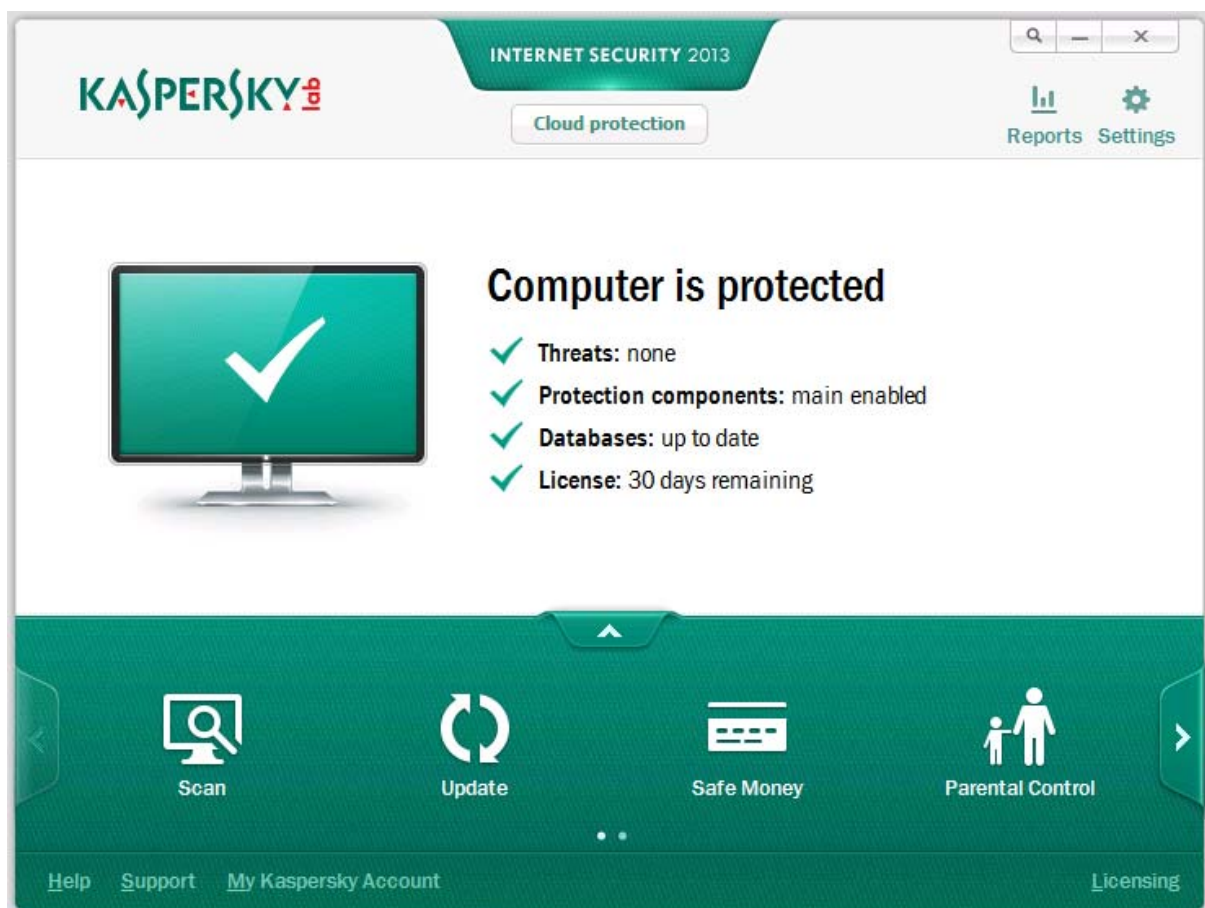 INTERNET SECURITY 2013
KASPERSKY lab
Cloud protection
Reports Settings
Computer is protected
Threats: none
Protection components: main enabled
Databases: up to date
License: 30 days remaining
Scan Update Safe Money Parental Control
Help Support My Kaspersky Account Licensing